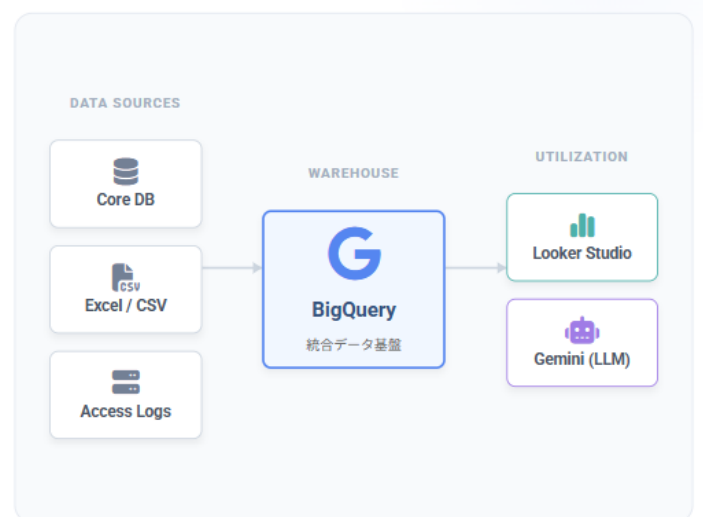 DATA SOURCES
Core DB
CSV
Excel / CSV
Access Logs
WAREHOUSE
G
BigQuery
統合データ基盤
UTILIZATION
Looker Studio
Gemini (LLM)